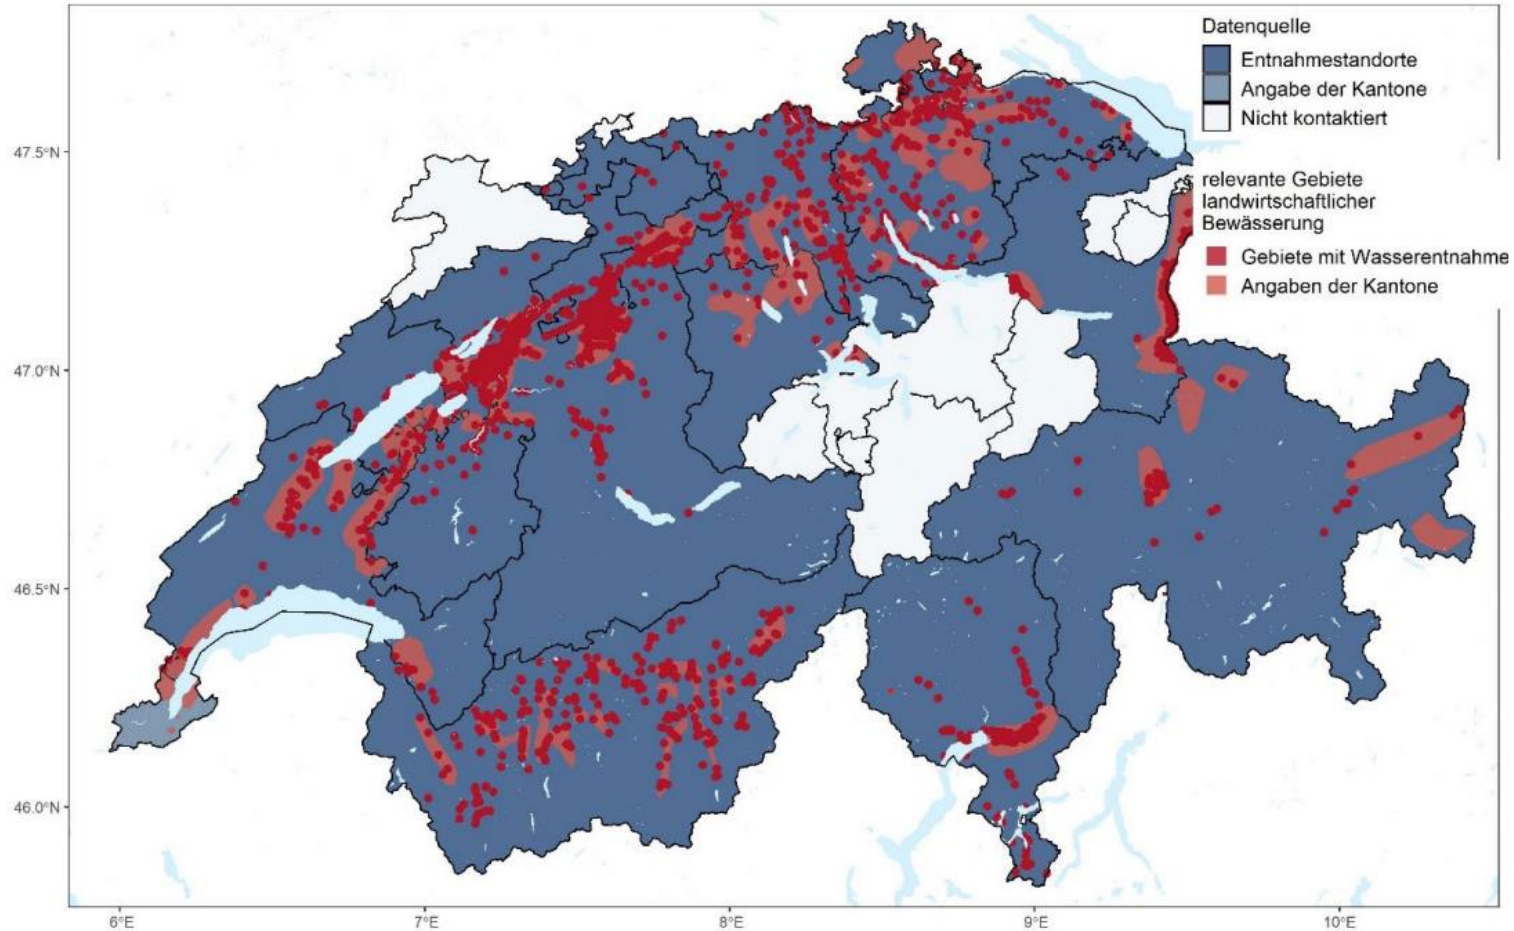 Datenquelle
Entnahmestandorte
Angabe der Kantone
Nicht kontaktiert
relevante Gebiete
landwirtschaftlicher
Bewässerung
Gebiete mit Wasserentnahme
Angaben der Kantone
47.5°N
47.0°N
46.5°N
46.0°N
6°E
7°E
8°E
9°E
10°E